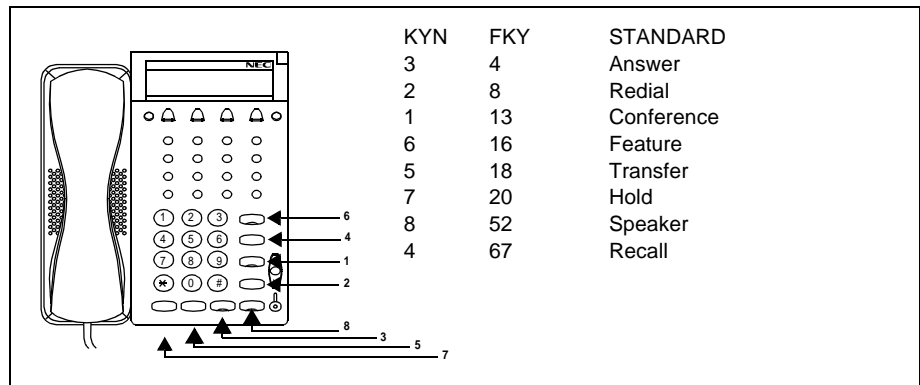 KYN FKY STANDARD
3 4 Answer
2 8 Redial
1 13 Conference
6 16 Feature
5 18 Transfer
7 20 Hold
8 52 Speaker
4 67 Recall
NEC
1 2 3
6
4 5 6
4
7 8 9
1
* 0 #
2
8
3
5
7